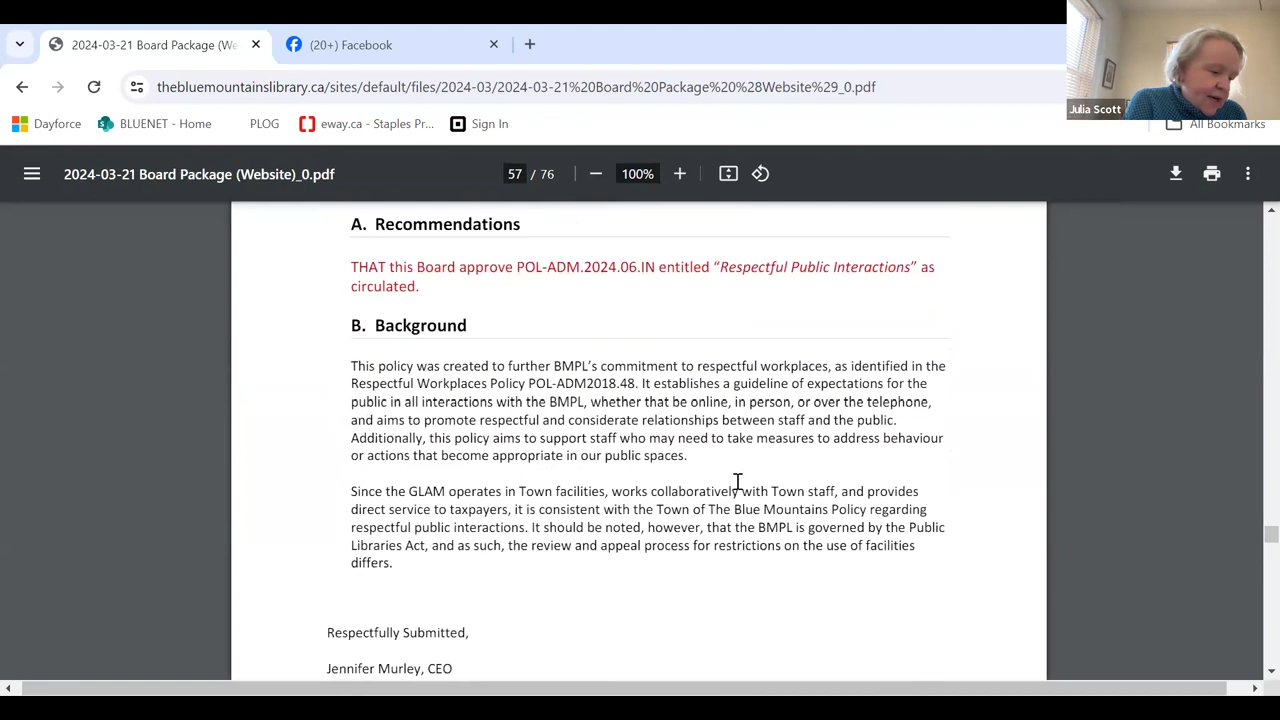 2024-03-21 Board Package (We
(20+) Facebook
thebluemountainslibrary.ca/sites/default/files/2024-03/2024-03-21%20Board%20Package%20%28Website%29_0.pdf
Julia Scott
Dayforce
BLUENET - Home
PLOG
eway.ca - Staples Pr...
Sign In
All Bookmarks
2024-03-21 Board Package (Website)_0.pdf
57 / 76
100%
A. Recommendations
THAT this Board approve POL-ADM.2024.06.IN entitled “Respectful Public Interactions” as
circulated.
B. Background
This policy was created to further BMPL’s commitment to respectful workplaces, as identified in the
Respectful Workplaces Policy POL-ADM2018.48. It establishes a guideline of expectations for the
public in all interactions with the BMPL, whether that be online, in person, or over the telephone,
and aims to promote respectful and considerate relationships between staff and the public.
Additionally, this policy aims to support staff who may need to take measures to address behaviour
or actions that become appropriate in our public spaces.
Since the GLAM operates in Town facilities, works collaboratively with Town staff, and provides
direct service to taxpayers, it is consistent with the Town of The Blue Mountains Policy regarding
respectful public interactions. It should be noted, however, that the BMPL is governed by the Public
Libraries Act, and as such, the review and appeal process for restrictions on the use of facilities
differs.
Respectfully Submitted,
Jennifer Murley, CEO